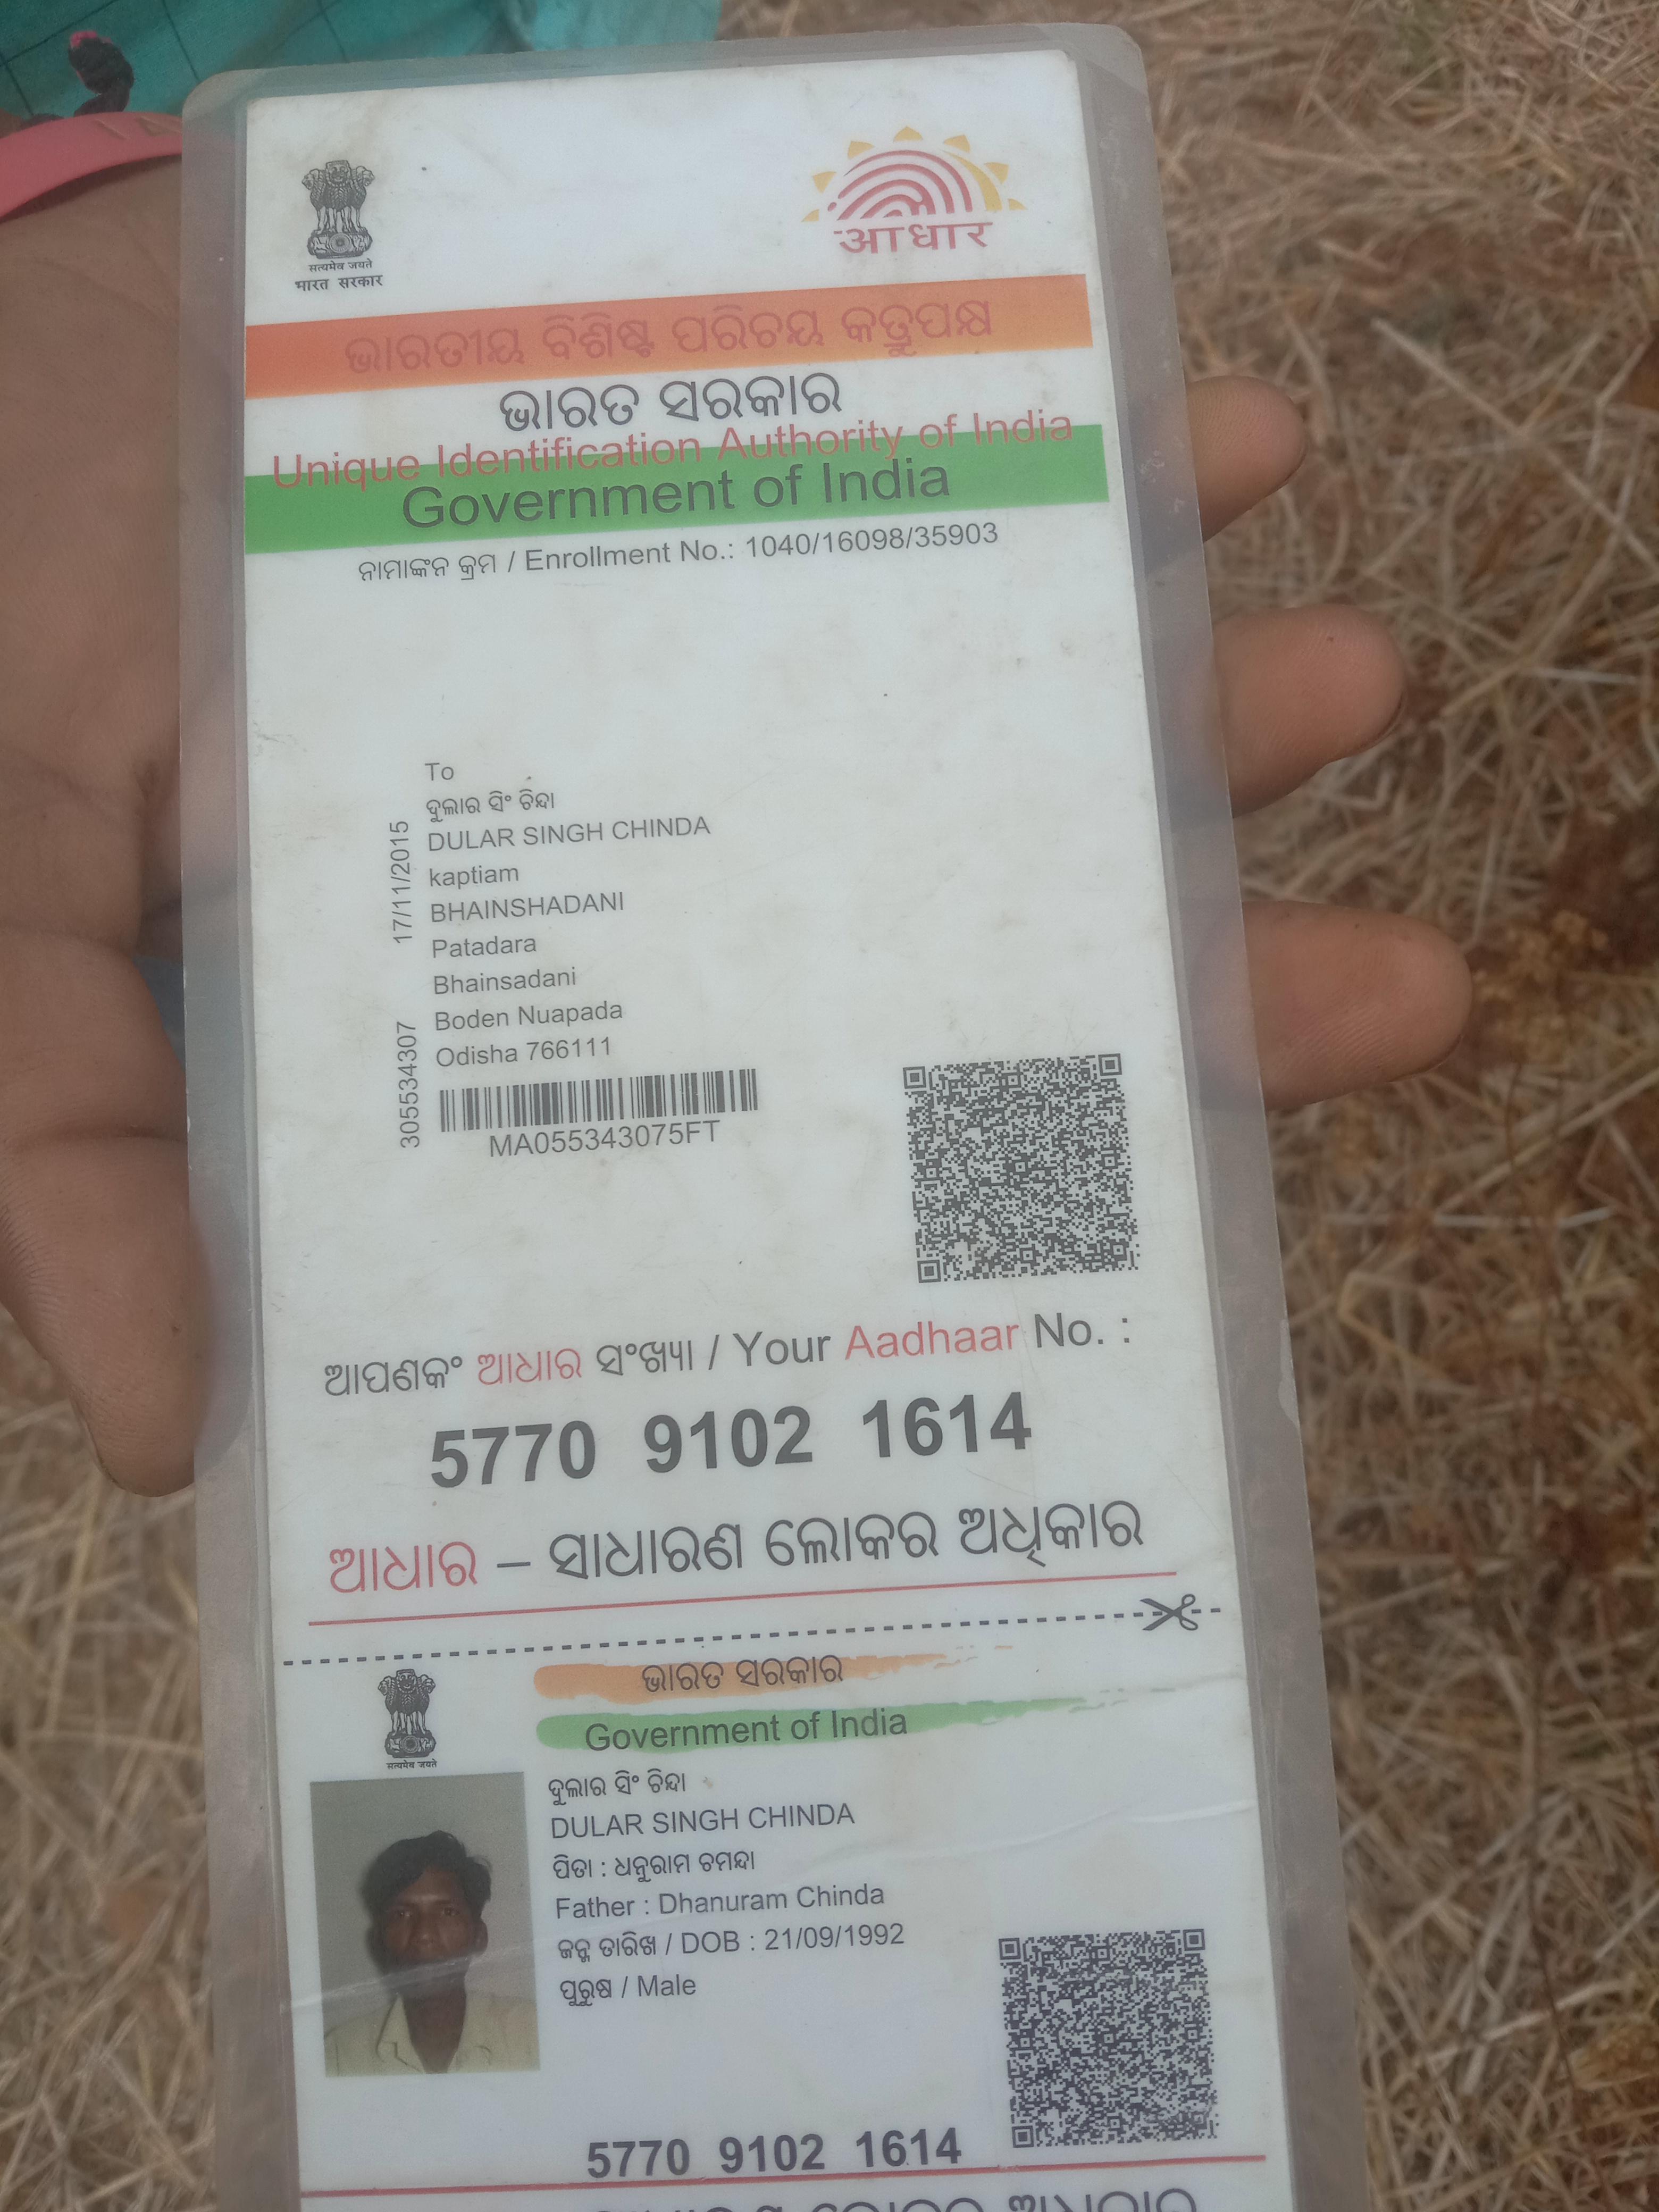 सत्यमेव जयते
भारत सरकार
आधार
ଭାରତୀୟ ବିଶିଷ୍ଟ ପରିଚୟ କର୍ତ୍ତୃପକ୍ଷ
ଭାରତ ସରକାର
Unique Identification Authority of India
Government of India
ନାମାଙ୍କନ କ୍ରମ / Enrollment No.: 1040/16098/35903
To
ଦୁଲାର ସିଂ ଚିନ୍ଦା
DULAR SINGH CHINDA
kaptiam
BHAINSHADANI
Patadara
Bhainsadani
Boden Nuapada
Odisha 766111
17/11/2015
305534307
MA055343075FT
ଆପଣକଂ ଆଧାର ସଂଖ୍ୟା / Your Aadhaar No. :
5770 9102 1614
ଆଧାର – ସାଧାରଣ ଲୋକର ଅଧିକାର
सत्यमेव जयते
ଭାରତ ସରକାର
Government of India
ଦୁଲାର ସିଂ ଚିନ୍ଦା
DULAR SINGH CHINDA
ପିତା : ଧନୁରାମ ଚମନ୍ଦା
Father : Dhanuram Chinda
ଜନ୍ମ ତାରିଖ / DOB : 21/09/1992
ପୁରୁଷ / Male
5770 9102 1614